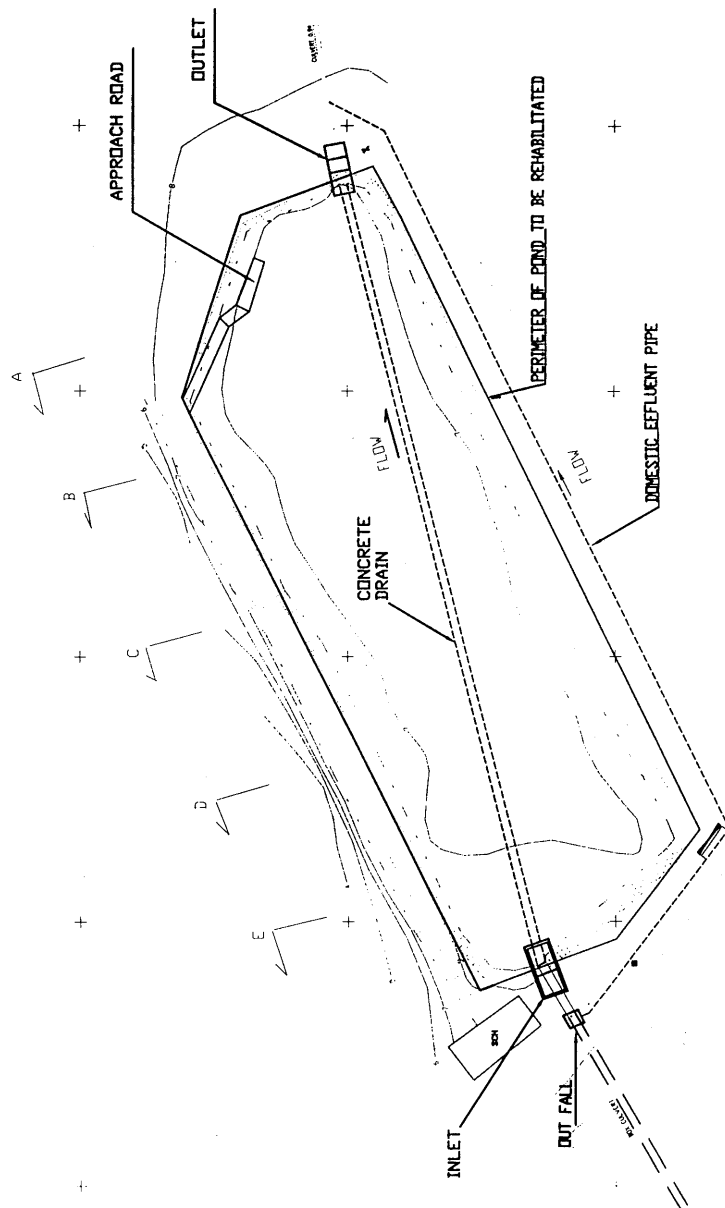 OUTLET
APPROACH ROAD
A
B
C
D
E
FLOW
CONCRETE
DRAIN
PERIMETER OF POND TO BE REHABILITATED
FLOW
DOMESTIC EFFLUENT PIPE
SCH
INLET
OUT FALL